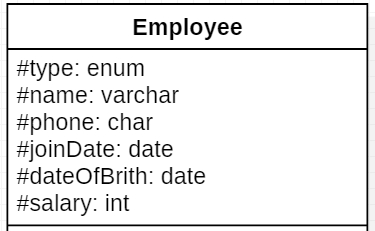 Employee
#type: enum
#name: varchar
#phone: char
#joinDate: date
#dateOfBrith: date
#salary: int